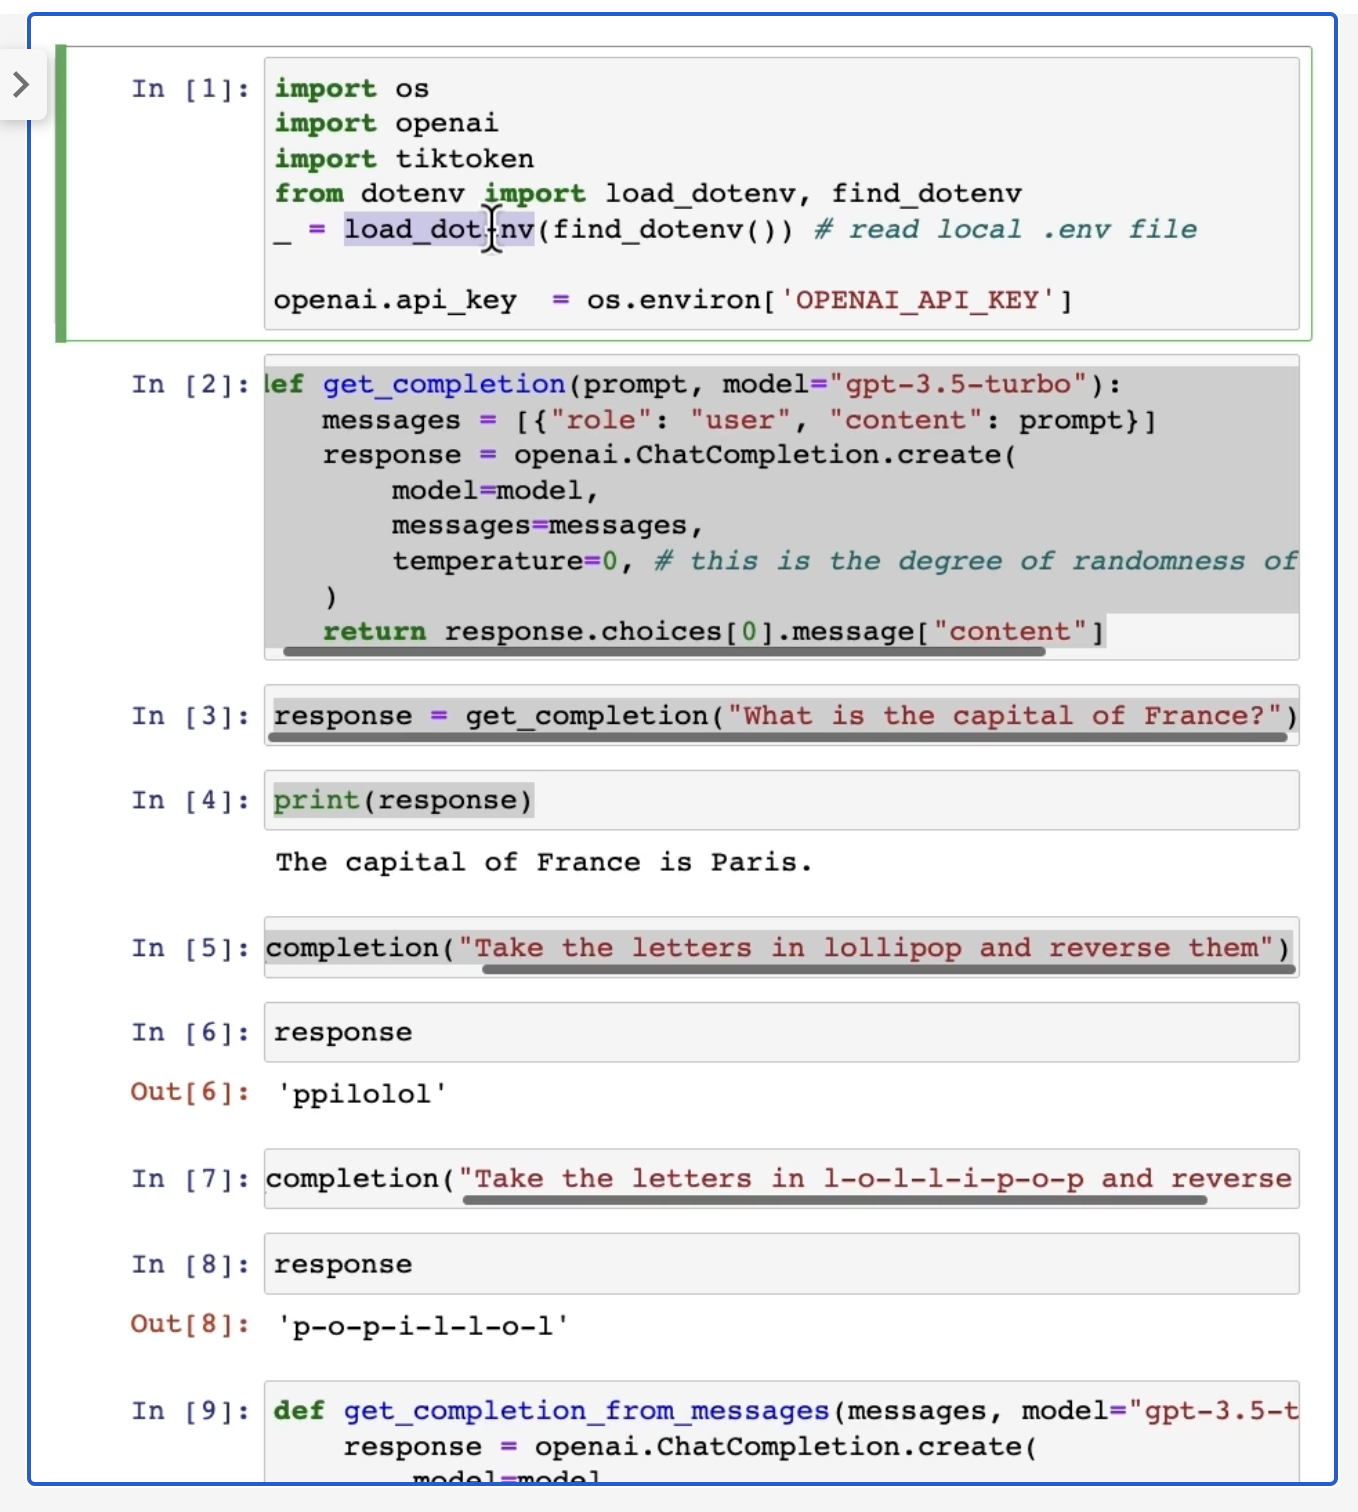 In [1]:
import os
import openai
import tiktoken
from dotenv import load_dotenv, find_dotenv
_ = load_dotenv(find_dotenv()) # read local .env file
openai.api_key  = os.environ['OPENAI_API_KEY']
In [2]:
def get_completion(prompt, model="gpt-3.5-turbo"):
    messages = [{"role": "user", "content": prompt}]
    response = openai.ChatCompletion.create(
        model=model,
        messages=messages,
        temperature=0, # this is the degree of randomness of
    )
    return response.choices[0].message["content"]
In [3]:
response = get_completion("What is the capital of France?")
In [4]:
print(response)
The capital of France is Paris.
In [5]:
completion("Take the letters in lollipop and reverse them")
In [6]:
response
Out[6]:
'ppilolol'
In [7]:
completion("Take the letters in l-o-l-l-i-p-o-p and reverse
In [8]:
response
Out[8]:
'p-o-p-i-l-l-o-l'
In [9]:
def get_completion_from_messages(messages, model="gpt-3.5-t
    response = openai.ChatCompletion.create(
        model=model